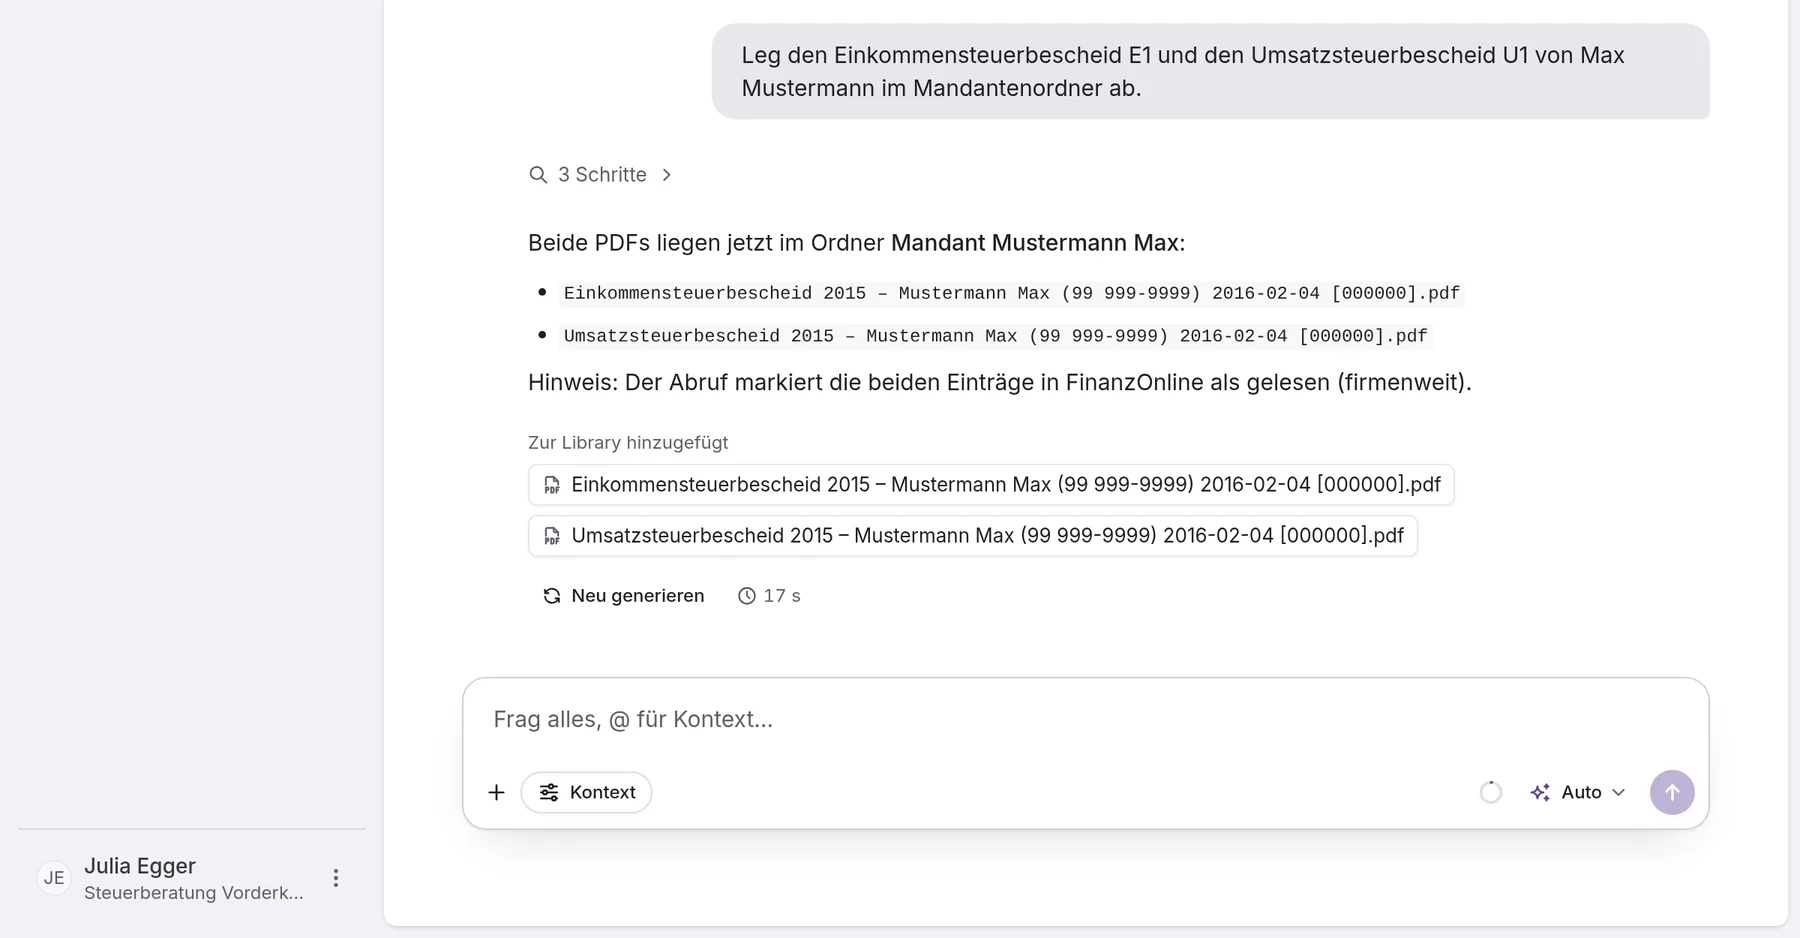 Leg den Einkommensteuerbescheid E1 und den Umsatzsteuerbescheid U1 von Max
Mustermann im Mandantenordner ab.
3 Schritte
Beide PDFs liegen jetzt im Ordner Mandant Mustermann Max:
• Einkommensteuerbescheid 2015 – Mustermann Max (99 999-9999) 2016-02-04 [000000].pdf
• Umsatzsteuerbescheid 2015 – Mustermann Max (99 999-9999) 2016-02-04 [000000].pdf
Hinweis: Der Abruf markiert die beiden Einträge in FinanzOnline als gelesen (firmenweit).
Zur Library hinzugefügt
PDF Einkommensteuerbescheid 2015 – Mustermann Max (99 999-9999) 2016-02-04 [000000].pdf
PDF Umsatzsteuerbescheid 2015 – Mustermann Max (99 999-9999) 2016-02-04 [000000].pdf
Neu generieren 17 s
Frag alles, @ für Kontext...
Kontext Auto
JE Julia Egger
Steuerberatung Vorderk...